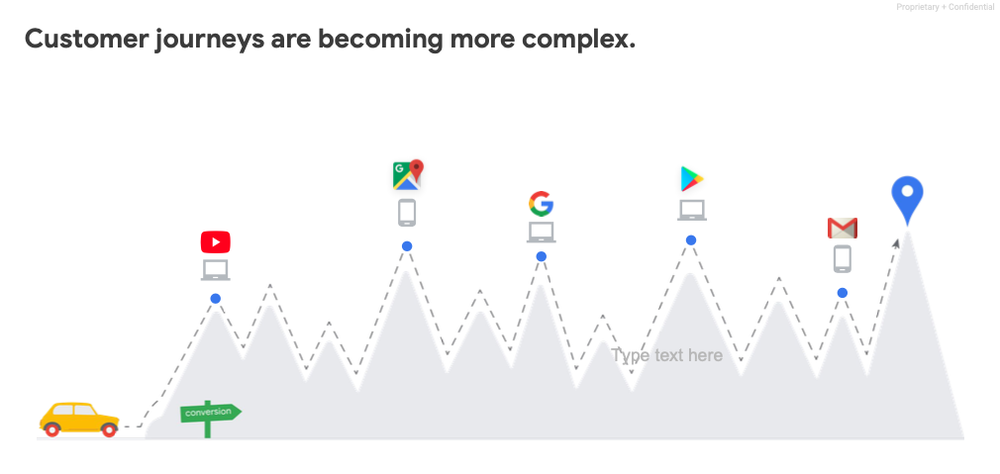 Proprietary + Confidential
Customer journeys are becoming more complex.
G
Type text here
conversion